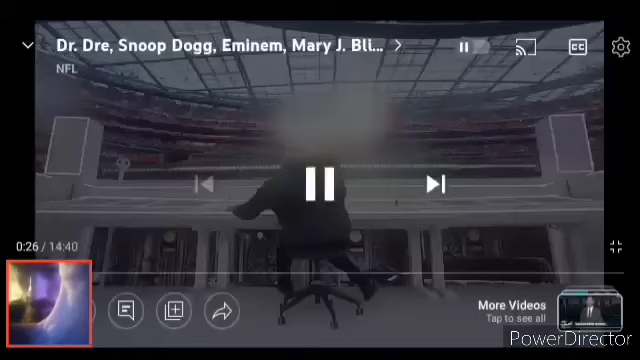 Dr. Dre, Snoop Dogg, Eminem, Mary J. Bli...
NFL
CC
0:26 / 14:40
More Videos
Tap to see all
PowerDirector